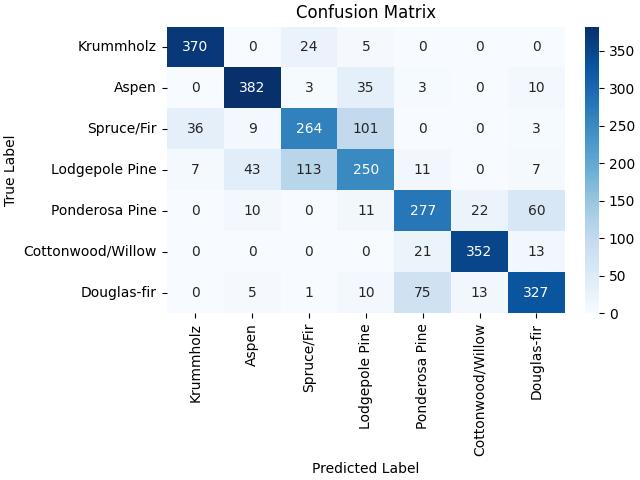 Confusion Matrix
True Label
Krummholz 370 0 24 5 0 0 0
Aspen 0 382 3 35 3 0 10
Spruce/Fir 36 9 264 101 0 0 3
Lodgepole Pine 7 43 113 250 11 0 7
Ponderosa Pine 0 10 0 11 277 22 60
Cottonwood/Willow 0 0 0 0 21 352 13
Douglas-fir 0 5 1 10 75 13 327
Krummholz
Aspen
Spruce/Fir
Lodgepole Pine
Ponderosa Pine
Cottonwood/Willow
Douglas-fir
Predicted Label
350
300
250
200
150
100
50
0